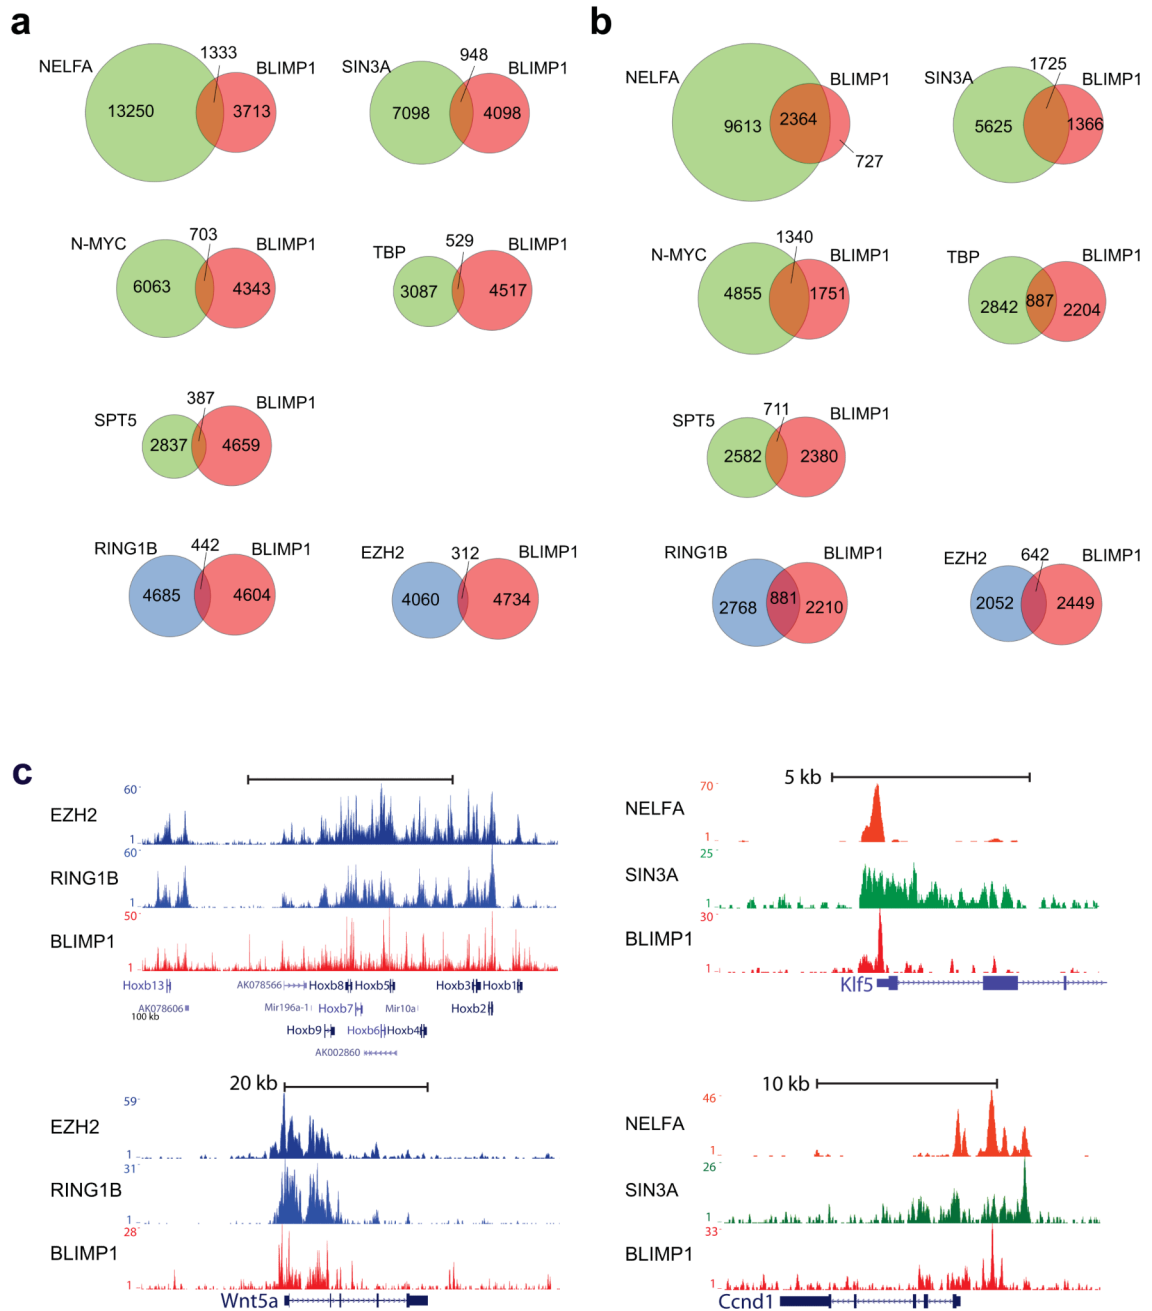 a b
1333 948
NELFA BLIMP1 SIN3A BLIMP1
13250 3713 7098 4098
1725
NELFA BLIMP1 SIN3A BLIMP1
9613 2364 5625 1366
727
703 529
N-MYC BLIMP1 TBP BLIMP1
6063 4343 3087 4517
1340
N-MYC BLIMP1 TBP BLIMP1
4855 1751 2842 887 2204
387
SPT5 BLIMP1
2837 4659
711
SPT5 BLIMP1
2582 2380
442
RING1B BLIMP1 EZH2 312 BLIMP1
4685 4604 4060 4734
RING1B BLIMP1 EZH2 642 BLIMP1
2768 881 2210 2052 2449
c
60
EZH2
1
60
RING1B
1
50
BLIMP1
1
Hoxb13 AK078566 Hoxb8 Hoxb5 Hoxb3 Hoxb1
AK078606 Mir196a-1 Hoxb7 Mir10a Hoxb2
100 kb
Hoxb9 Hoxb6 Hoxb4
AK002860
5 kb
70
NELFA
1
25
SIN3A
1
30
BLIMP1
1
Klf5
20 kb
59
EZH2
1
31
RING1B
1
28
BLIMP1
1
Wnt5a
10 kb
46
NELFA
1
26
SIN3A
1
33
BLIMP1
1
Ccnd1